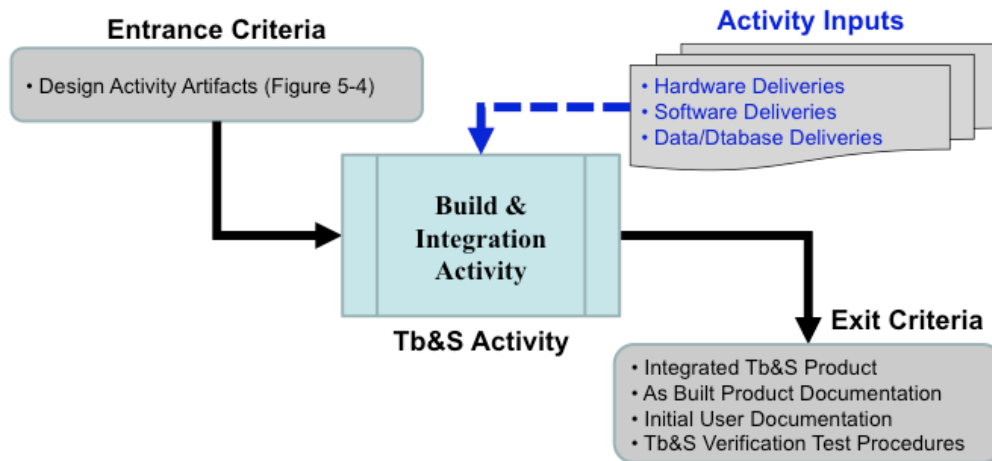 Entrance Criteria
• Design Activity Artifacts (Figure 5-4)
Activity Inputs
• Hardware Deliveries
• Software Deliveries
• Data/Dtabase Deliveries
Build &
Integration
Activity
Tb&S Activity
Exit Criteria
• Integrated Tb&S Product
• As Built Product Documentation
• Initial User Documentation
• Tb&S Verification Test Procedures